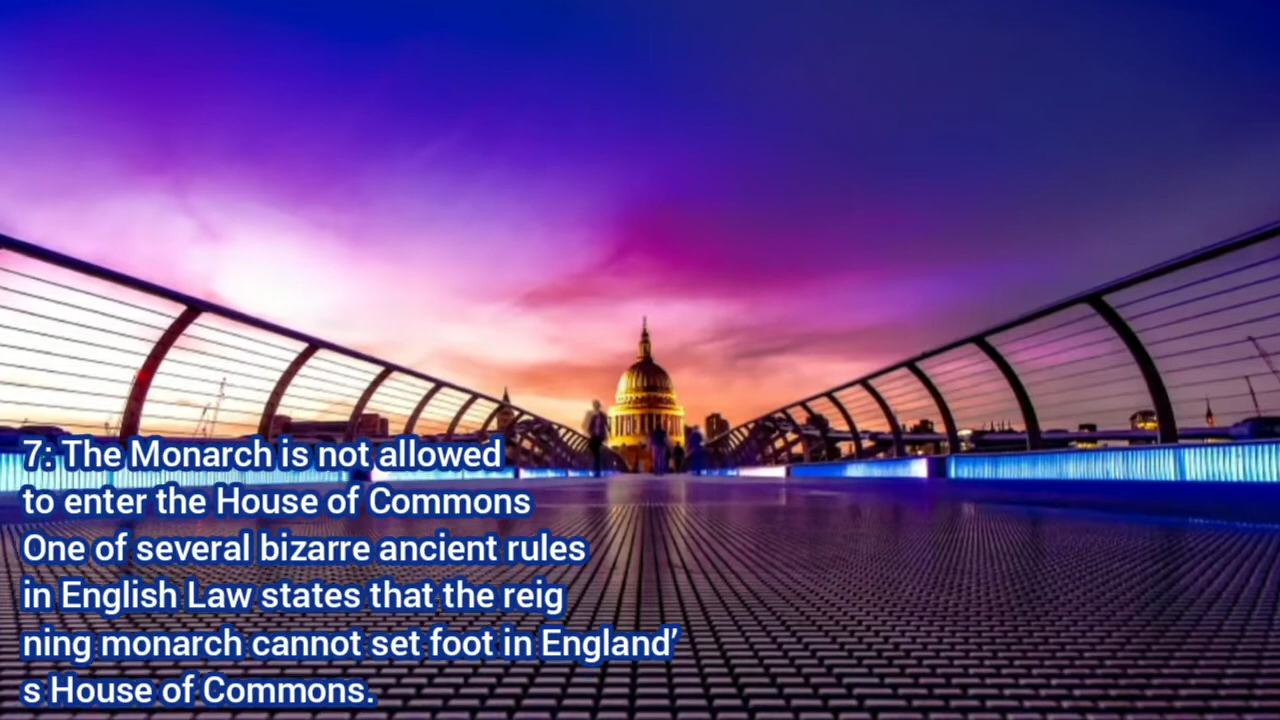 7: The Monarch is not allowed
to enter the House of Commons
One of several bizarre ancient rules
in English Law states that the reig
ning monarch cannot set foot in England’
s House of Commons.